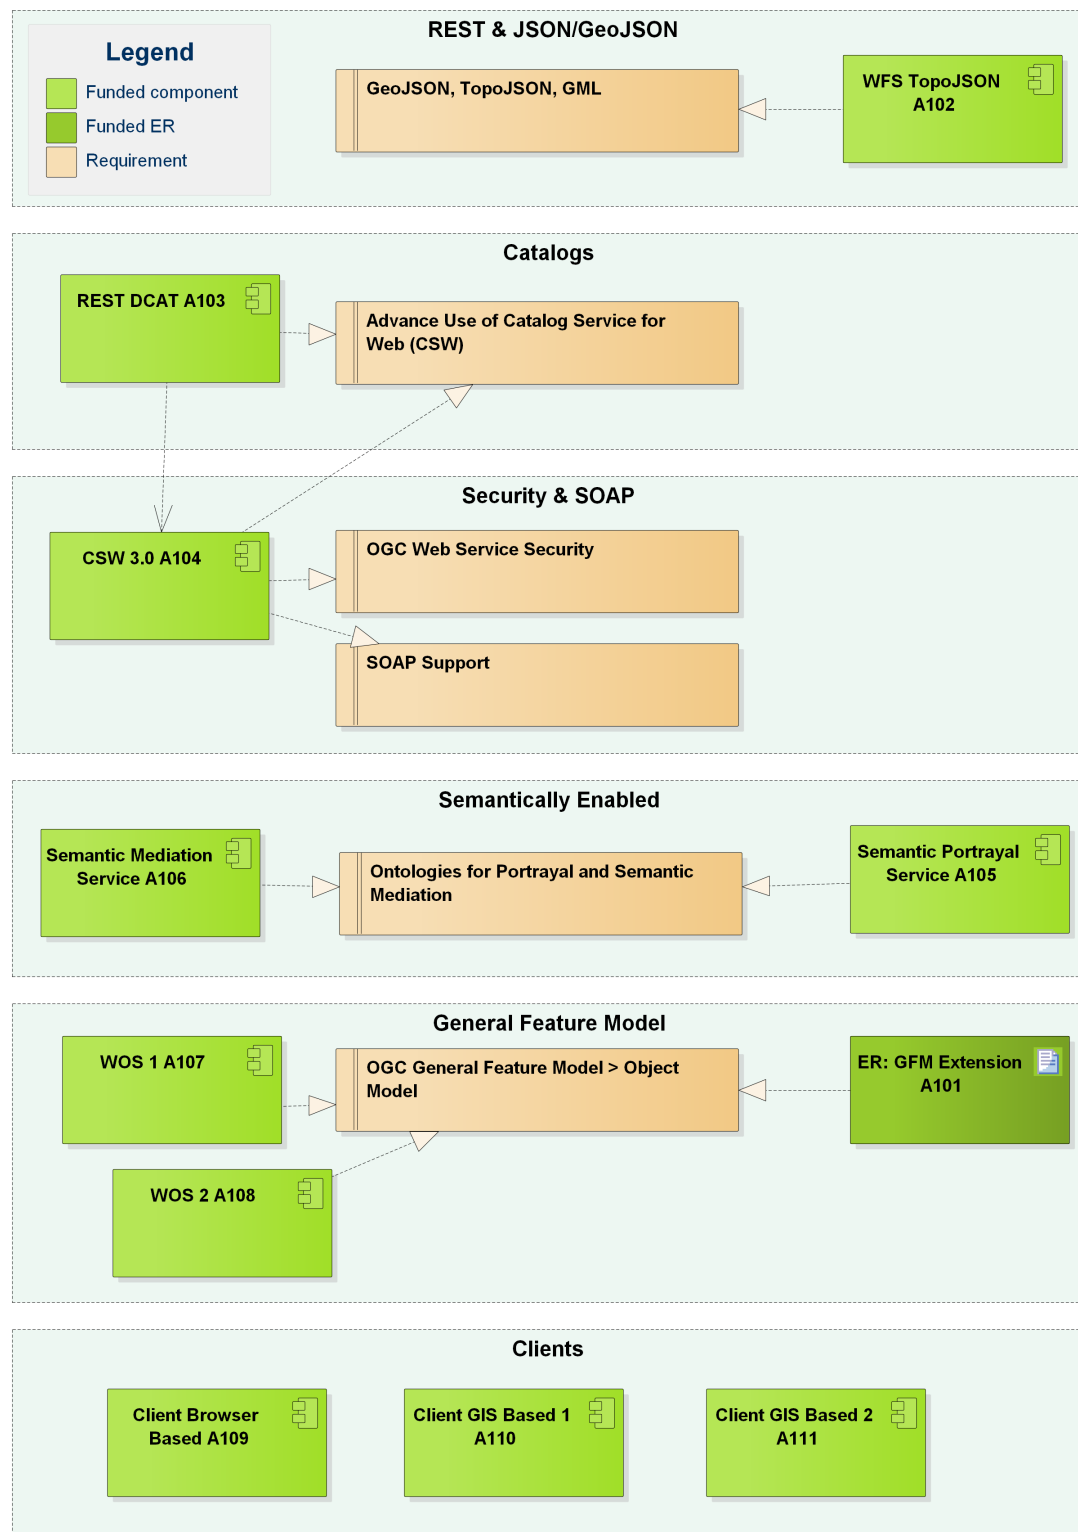 REST & JSON/GeoJSON
Legend
Funded component
Funded ER
Requirement
GeoJSON, TopoJSON, GML
WFS TopoJSON
A102
Catalogs
REST DCAT A103
Advance Use of Catalog Service for
Web (CSW)
Security & SOAP
CSW 3.0 A104
OGC Web Service Security
SOAP Support
Semantically Enabled
Semantic Mediation
Service A106
Ontologies for Portrayal and Semantic
Mediation
Semantic Portrayal
Service A105
General Feature Model
WOS 1 A107
OGC General Feature Model > Object
Model
ER: GFM Extension
A101
WOS 2 A108
Clients
Client Browser
Based A109
Client GIS Based 1
A110
Client GIS Based 2
A111